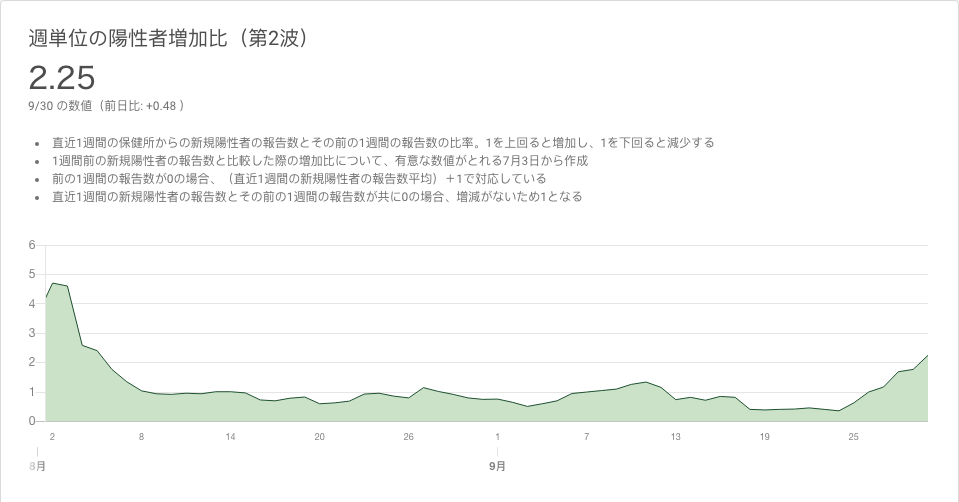 週単位の陽性者増加比（第2波）
2.25
9/30 の数値（前日比: +0.48 ）
• 直近1週間の保健所からの新規陽性者の報告数とその前の1週間の報告数の比率。1を上回ると増加し、1を下回ると減少する
• 1週間前の新規陽性者の報告数と比較した際の増加比について、有意な数値がとれる7月3日から作成
• 前の1週間の報告数が0の場合、（直近1週間の新規陽性者の報告数平均）＋1で対応している
• 直近1週間の新規陽性者の報告数とその前の1週間の報告数が共に0の場合、増減がないため1となる
6
5
4
3
2
1
0
2 8 14 20 26 1 7 13 19 25
8月 9月